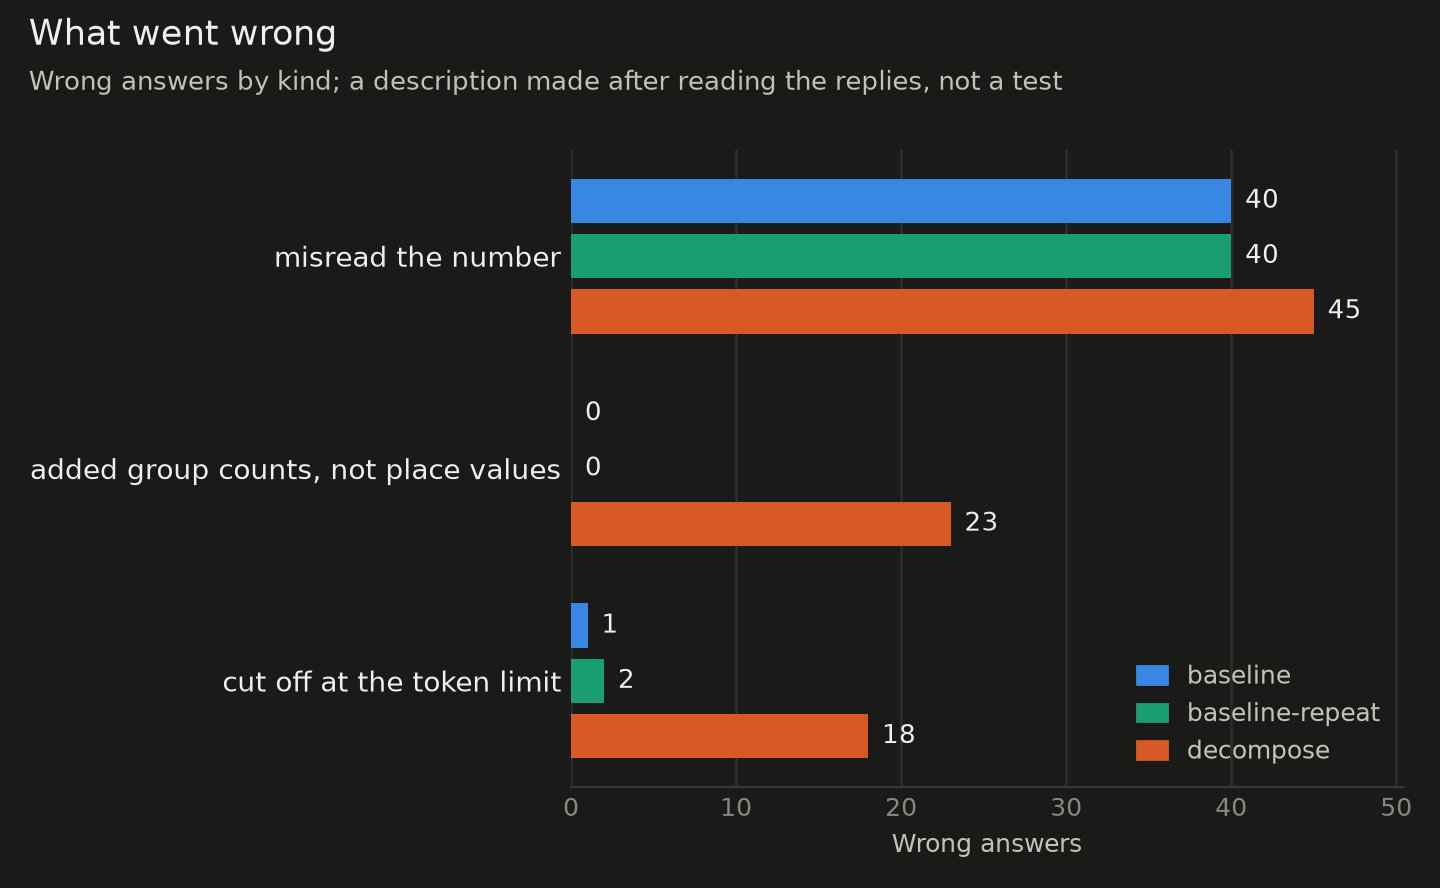 What went wrong
Wrong answers by kind; a description made after reading the replies, not a test
40
misread the number
40
45
0
added group counts, not place values
0
23
1
cut off at the token limit
2
18
baseline
baseline-repeat
decompose
0 10 20 30 40 50
Wrong answers